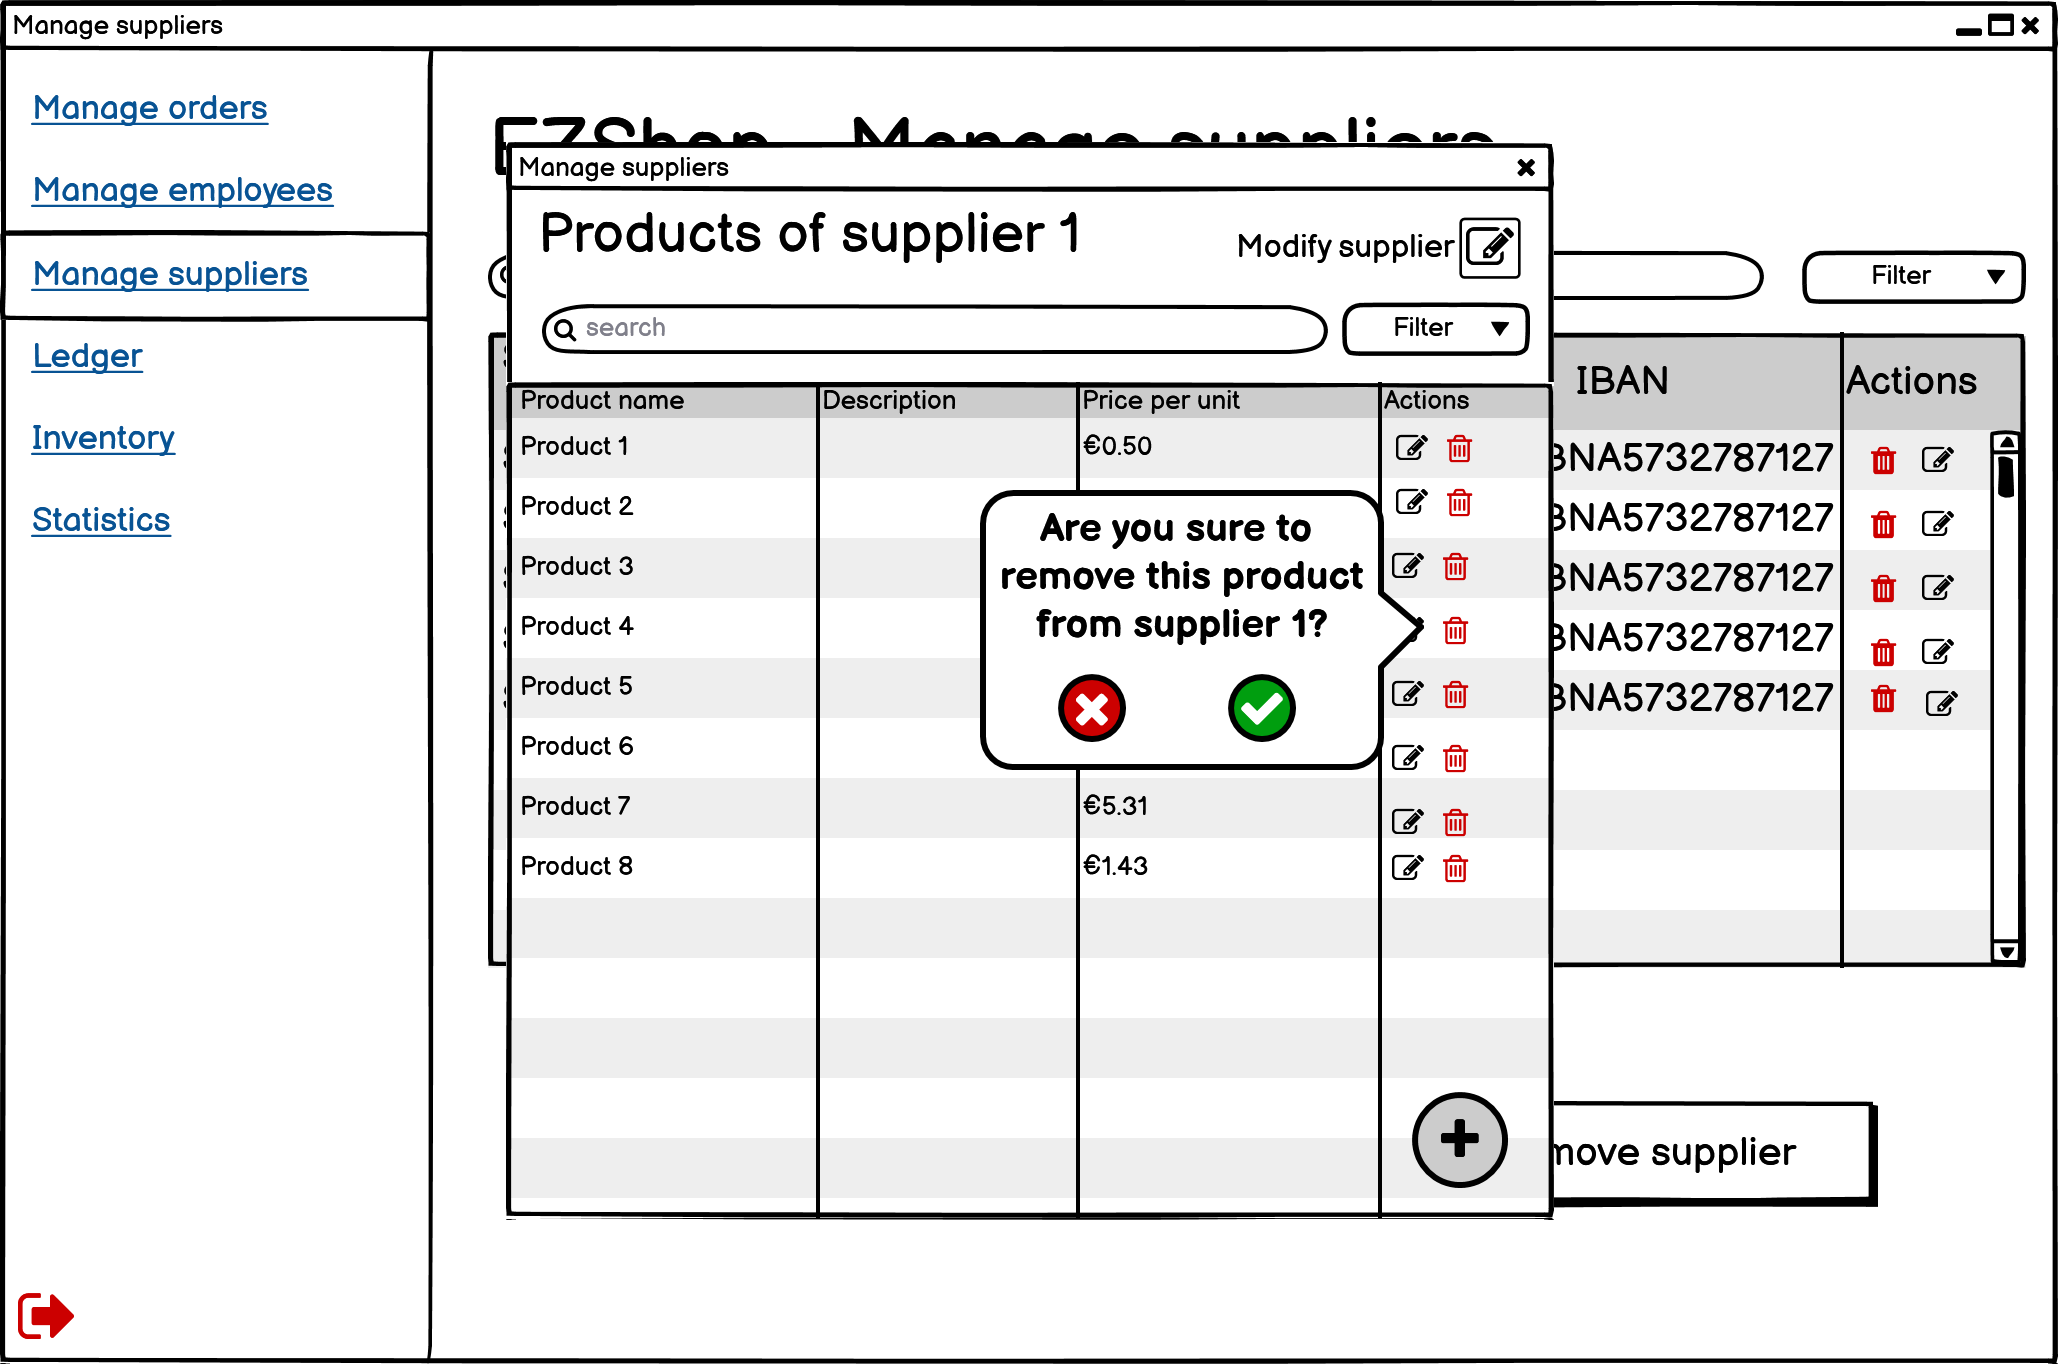 Manage suppliers
Manage orders
Manage employees
Manage suppliers
Ledger
Inventory
Statistics
EZShop - Manage suppliers
Filter
IBAN
Actions
BNA5732787127
BNA5732787127
BNA5732787127
BNA5732787127
BNA5732787127
move supplier
Manage suppliers
Products of supplier 1
Modify supplier
search
Filter
Product name Description Price per unit Actions
Product 1 €0.50
Product 2
Product 3
Product 4
Product 5
Product 6
Product 7 €5.31
Product 8 €1.43
Are you sure to
remove this product
from supplier 1?